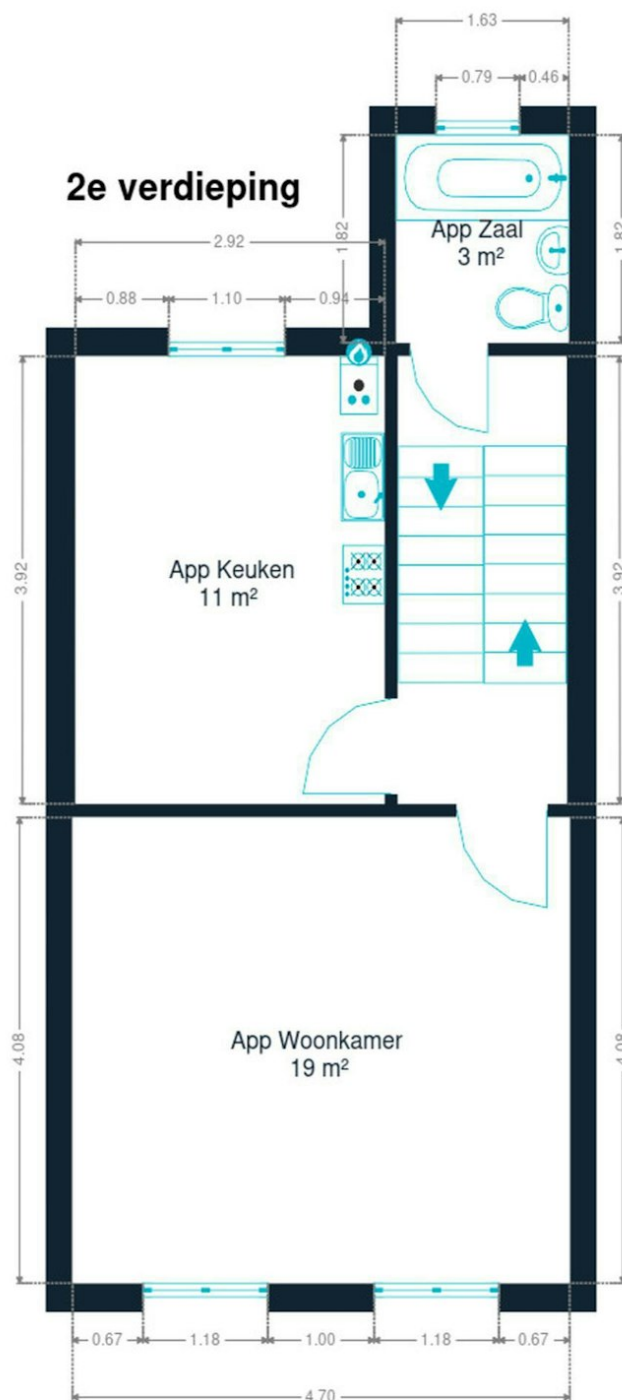 1.63
0.79
0.46
2e verdieping
2.92
1.82
App Zaal
3 m²
1.82
0.88
1.10
0.94
3.92
App Keuken
11 m²
3.92
4.08
App Woonkamer
19 m²
4.08
0.67
1.18
1.00
1.18
0.67
4.70